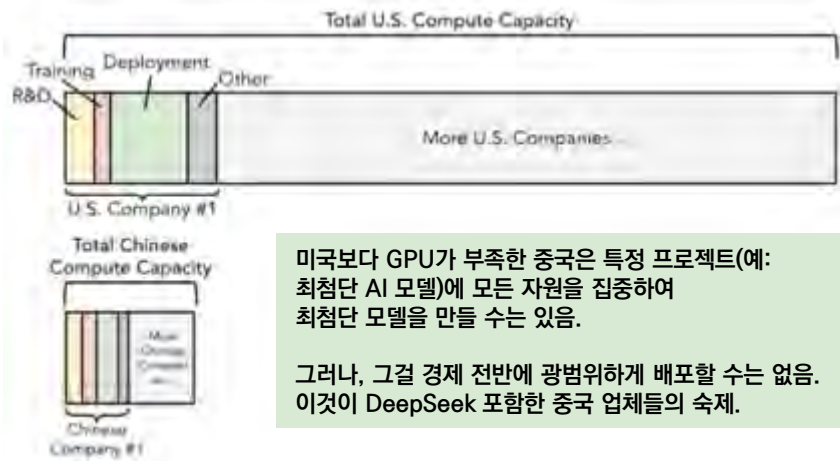 Total U.S. Compute Capacity
Training
Deployment
Other
R&D
More U.S. Companies ...
U.S. Company #1
Total Chinese
Compute Capacity
More
Chinese
Companies
...
Chinese
Company #1
미국보다 GPU가 부족한 중국은 특정 프로젝트(예:
최첨단 AI 모델)에 모든 자원을 집중하여
최첨단 모델을 만들 수는 있음.
그러나, 그걸 경제 전반에 광범위하게 배포할 수는 없음.
이것이 DeepSeek 포함한 중국 업체들의 숙제.